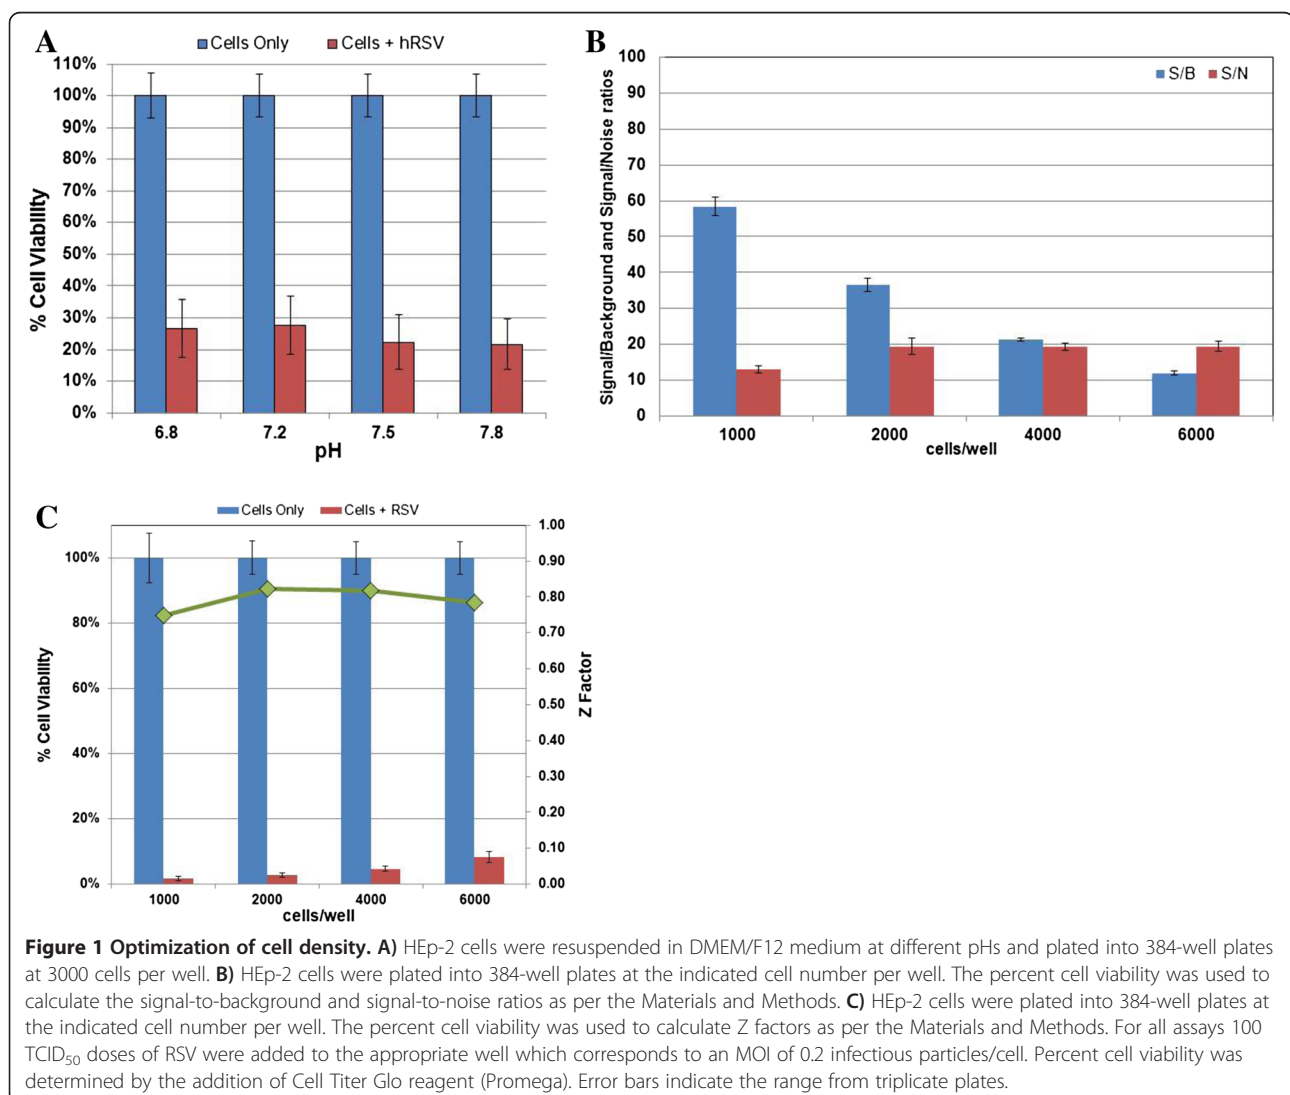 A
Cells Only
Cells + hRSV
110%
100%
90%
80%
70%
60%
50%
40%
30%
20%
10%
0%
% Cell Viability
6.8
7.2
7.5
7.8
pH
B
S/B
S/N
100
90
80
70
60
50
40
30
20
10
0
Signal/Background and Signal/Noise ratios
1000
2000
4000
6000
cells/well
C
Cells Only
Cells + RSV
100%
80%
60%
40%
20%
0%
% Cell Viability
1.00
0.90
0.80
0.70
0.60
0.50
0.40
0.30
0.20
0.10
0.00
Z Factor
1000
2000
4000
6000
cells/well
Figure 1 Optimization of cell density. A) HEp-2 cells were resuspended in DMEM/F12 medium at different pHs and plated into 384-well plates
at 3000 cells per well. B) HEp-2 cells were plated into 384-well plates at the indicated cell number per well. The percent cell viability was used to
calculate the signal-to-background and signal-to-noise ratios as per the Materials and Methods. C) HEp-2 cells were plated into 384-well plates at
the indicated cell number per well. The percent cell viability was used to calculate Z factors as per the Materials and Methods. For all assays 100
TCID50 doses of RSV were added to the appropriate well which corresponds to an MOI of 0.2 infectious particles/cell. Percent cell viability was
determined by the addition of Cell Titer Glo reagent (Promega). Error bars indicate the range from triplicate plates.